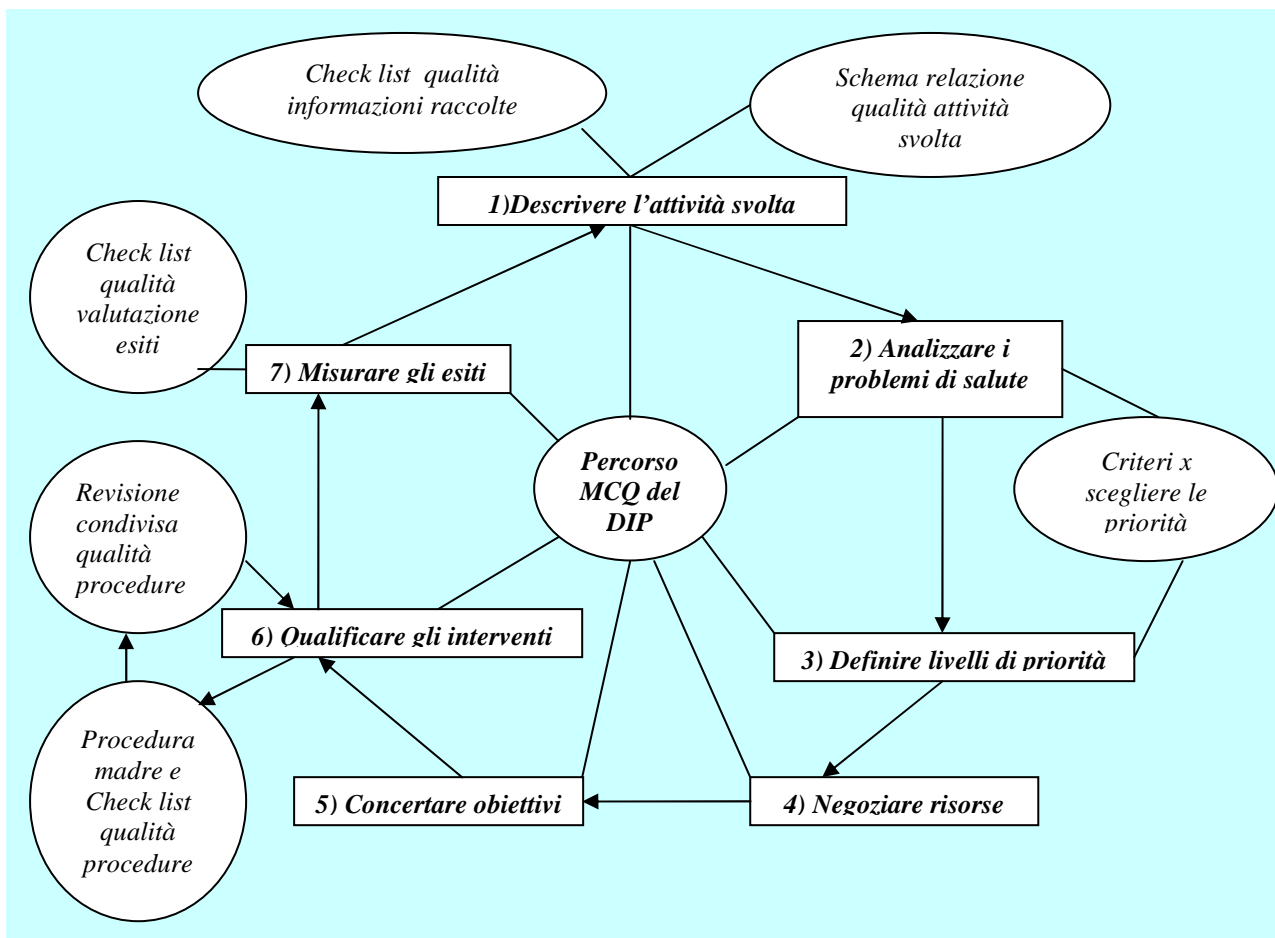 Check list qualità
informazioni raccolte
Schema relazione
qualità attività
svolta
1)Descrivere l’attività svolta
Check list
qualità
valutazione
esiti
2) Analizzare i
problemi di salute
7) Misurare gli esiti
Percorso
MCQ del
DIP
Criteri x
scegliere le
priorità
Revisione
condivisa
qualità
procedure
6) Qualificare gli interventi
3) Definire livelli di priorità
Procedura
madre e
Check list
qualità
procedure
5) Concertare obiettivi
4) Negoziare risorse